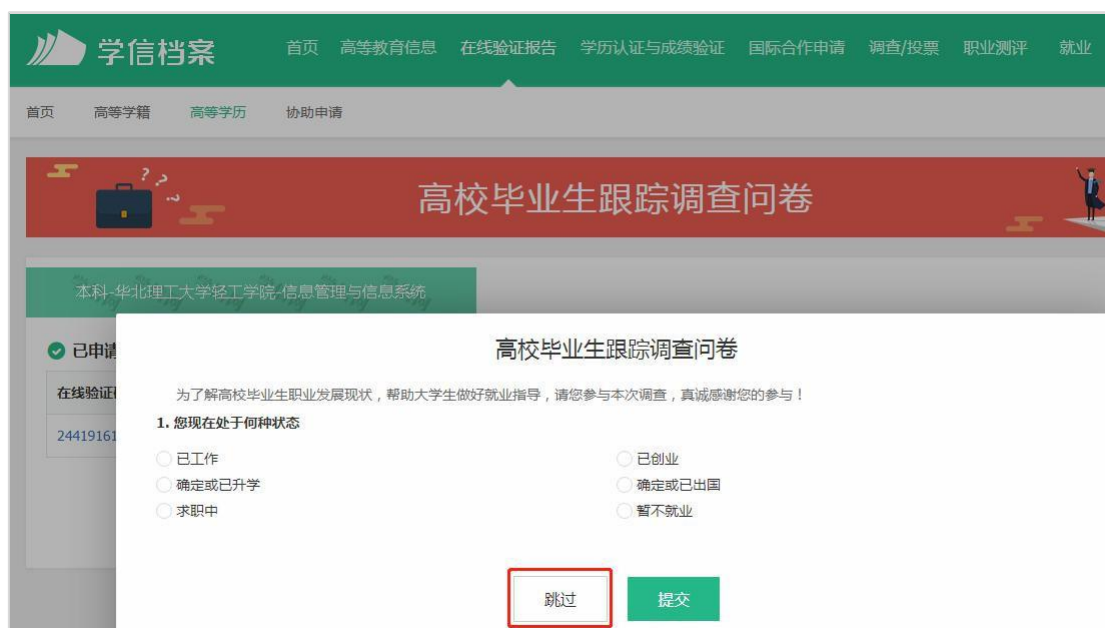 学信档案 首页 高等教育信息 在线验证报告 学历认证与成绩验证 国际合作申请 调查/投票 职业测评 就业
首页 高等学籍 高等学历 协助申请
? ? ?
高校毕业生跟踪调查问卷
本科-华北理工大学轻工学院-信息管理与信息系统
已申请
高校毕业生跟踪调查问卷
在线验证
为了解高校毕业生职业发展现状，帮助大学生做好就业指导，请您参与本次调查，真诚感谢您的参与！
1. 您现在处于何种状态
24419161
已工作 已创业
确定或已升学 确定或已出国
求职中 暂不就业
跳过 提交